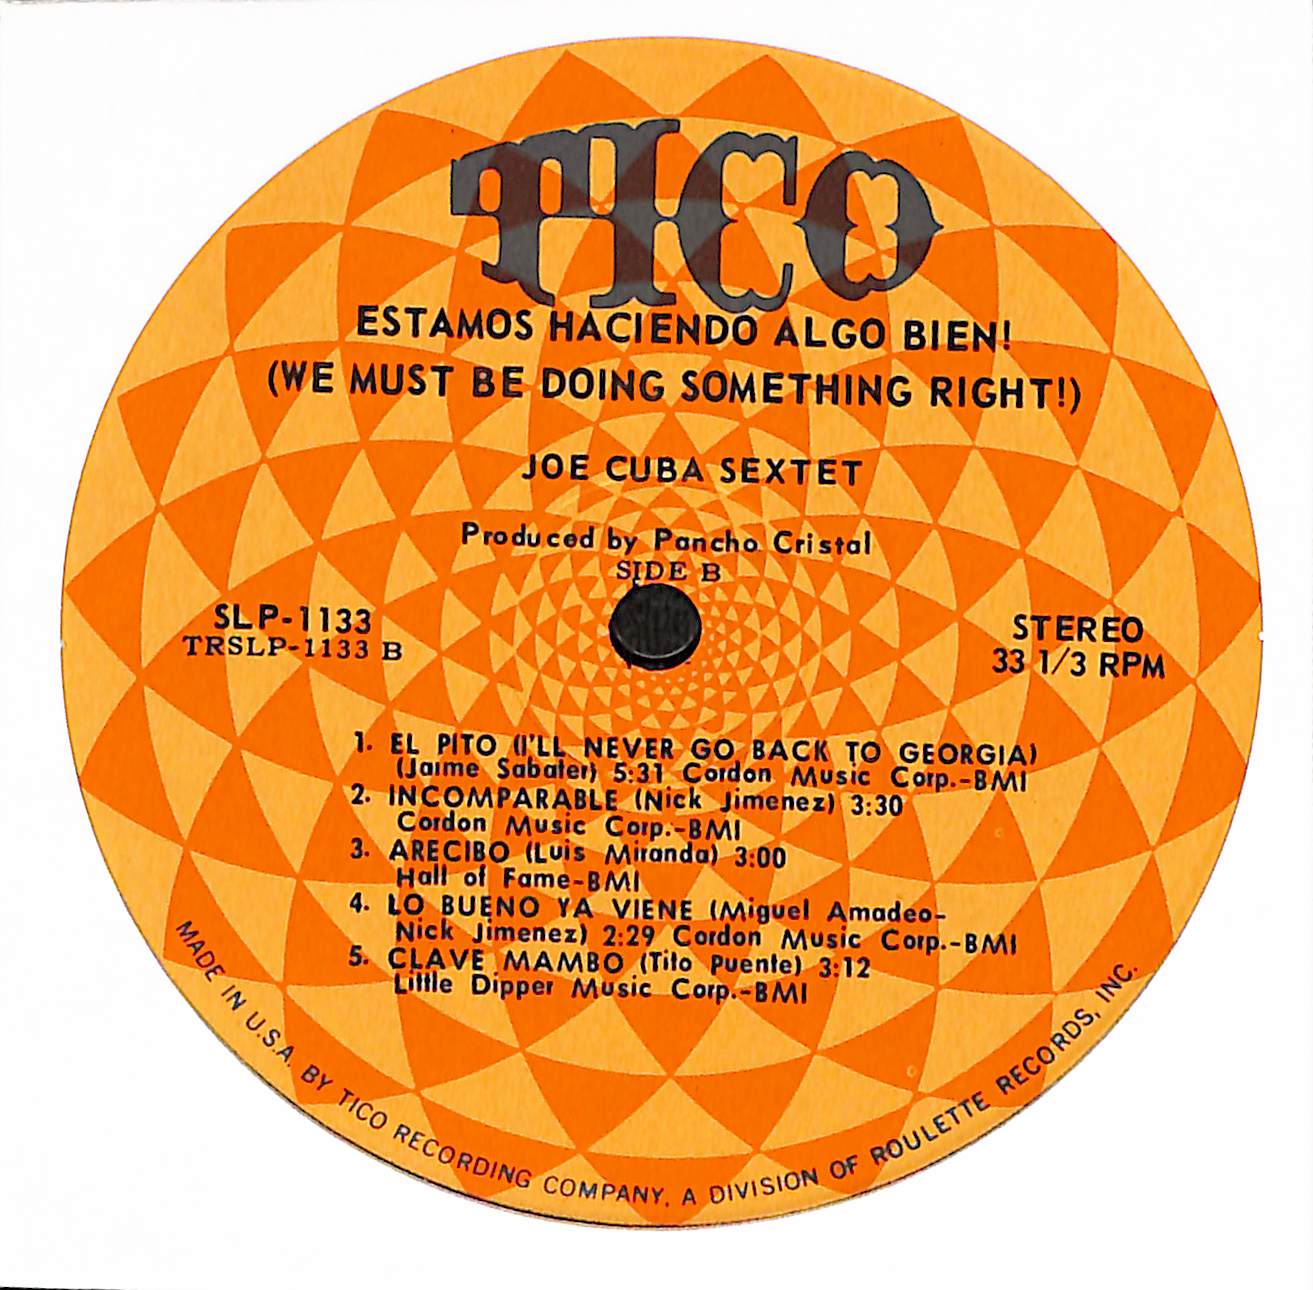 TICO
ESTAMOS HACIENDO ALGO BIEN!
(WE MUST BE DOING SOMETHING RIGHT!)
JOE CUBA SEXTET
Produced by Pancho Cristal
SIDE B
SLP-1133
TRSLP-1133 B
STEREO
33 1/3 RPM
1. EL PITO (I'LL NEVER GO BACK TO GEORGIA)
(Jaime Sabater) 5:31 Cordon Music Corp.-BMI
2. INCOMPARABLE (Nick Jimenez) 3:30
Cordon Music Corp.-BMI
3. ARECIBO (Luis Miranda) 3:00
Hall of Fame-BMI
4. LO BUENO YA VIENE (Miguel Amadeo-
Nick Jimenez) 2:29 Cordon Music Corp.-BMI
5. CLAVE MAMBO (Tito Puente) 3:12
Little Dipper Music Corp.-BMI
MADE IN U.S.A. BY TICO RECORDING COMPANY, A DIVISION OF ROULETTE RECORDS, INC.